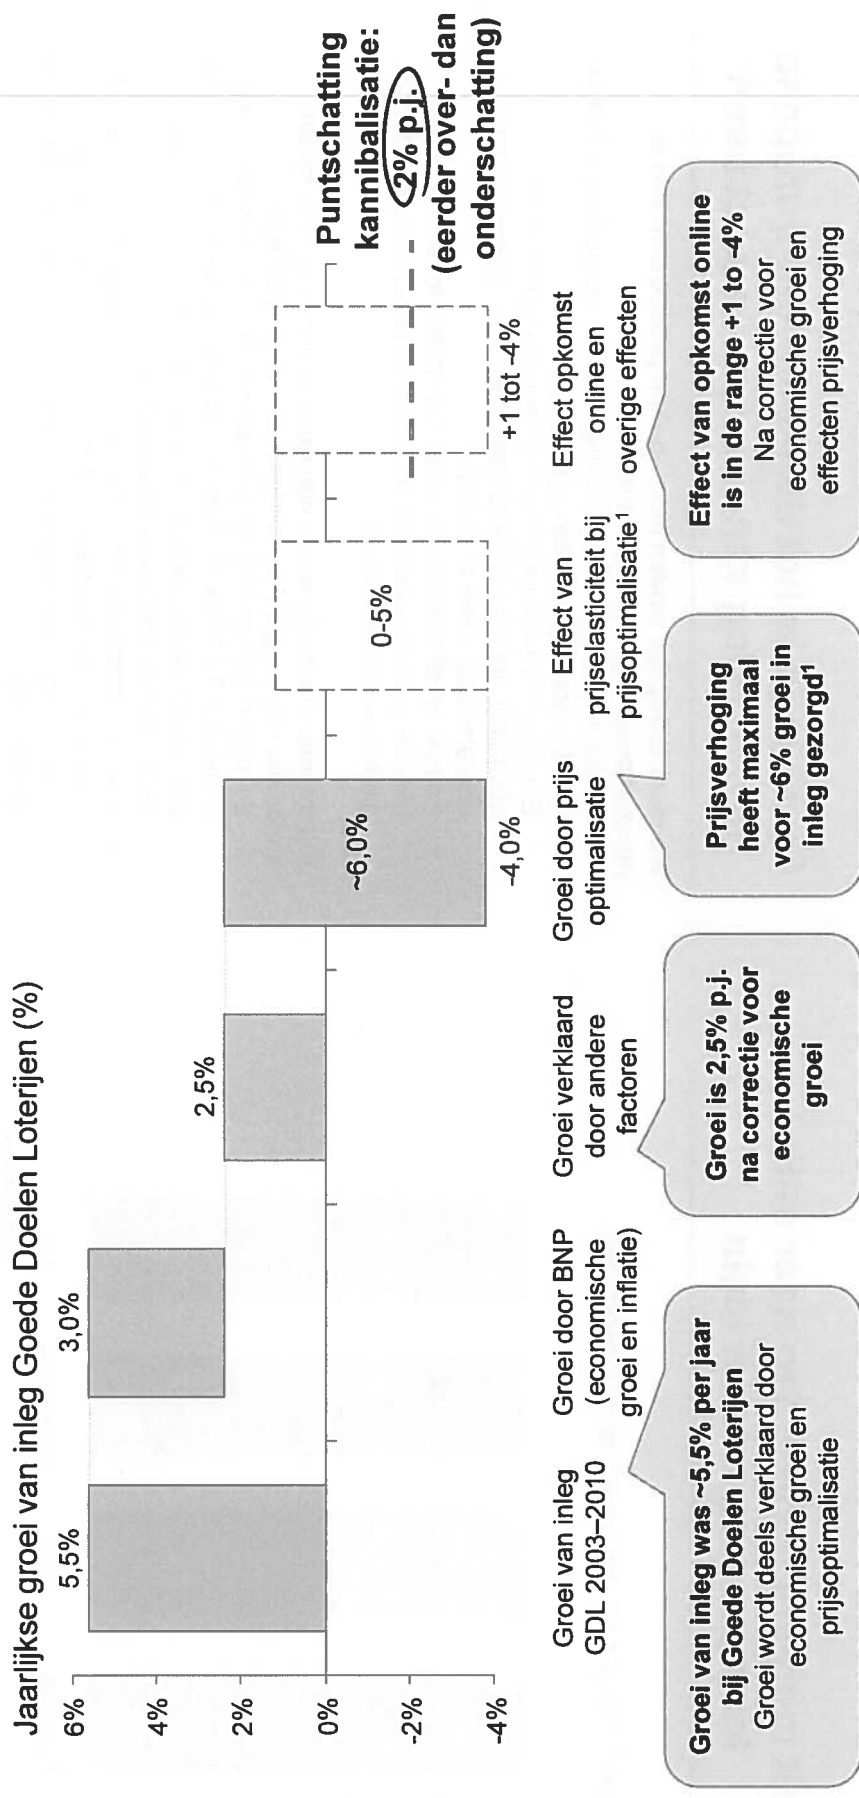 Jaarlijkse groei van inleg Goede Doelen Loterijen (%)
6%
4%
2%
0%
-2%
-4%
5,5%
3,0%
2,5%
~6,0%
-4,0%
0-5%
+1 tot -4%
Puntschatting
kannibalisatie:
-2% p.j.
(eerder over- dan
onderschatting)
Groei van inleg
GDL 2003–2010
Groei door BNP
(economische
groei en inflatie)
Groei verklaard
door andere
factoren
Groei door prijs
optimalisatie
Effect van
prijselasticiteit bij
prijsoptimalisatie¹
Effect opkomst
online en
overige effecten
Groei van inleg was ~5,5% per jaar
bij Goede Doelen Loterijen
Groei wordt deels verklaard door
economische groei en
prijsoptimalisatie
Groei is 2,5% p.j.
na correctie voor
economische
groei
Prijsverhoging
heeft maximaal
voor ~6% groei in
inleg gezorgd¹
Effect van opkomst online
is in de range +1 to -4%
Na correctie voor
economische groei en
effecten prijsverhoging